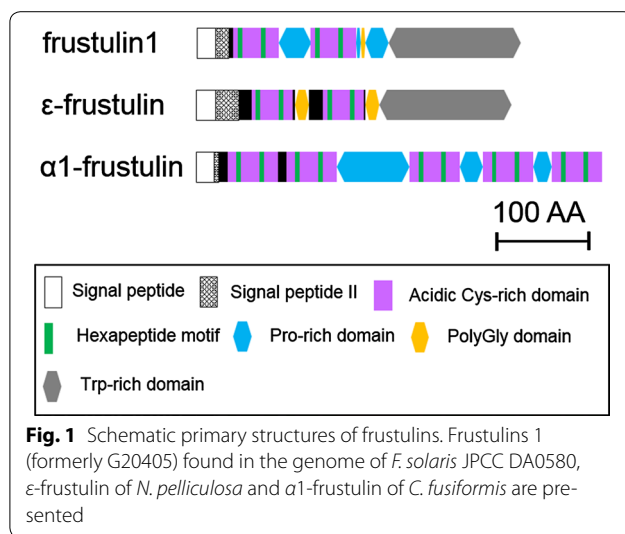 frustulin1
ε-frustulin
α1-frustulin
100 AA
Signal peptide Signal peptide II Acidic Cys-rich domain
Hexapeptide motif Pro-rich domain PolyGly domain
Trp-rich domain
Fig. 1 Schematic primary structures of frustulins. Frustulins 1
(formerly G20405) found in the genome of F. solaris JPCC DA0580,
ε-frustulin of N. pelliculosa and α1-frustulin of C. fusiformis are pre-
sented